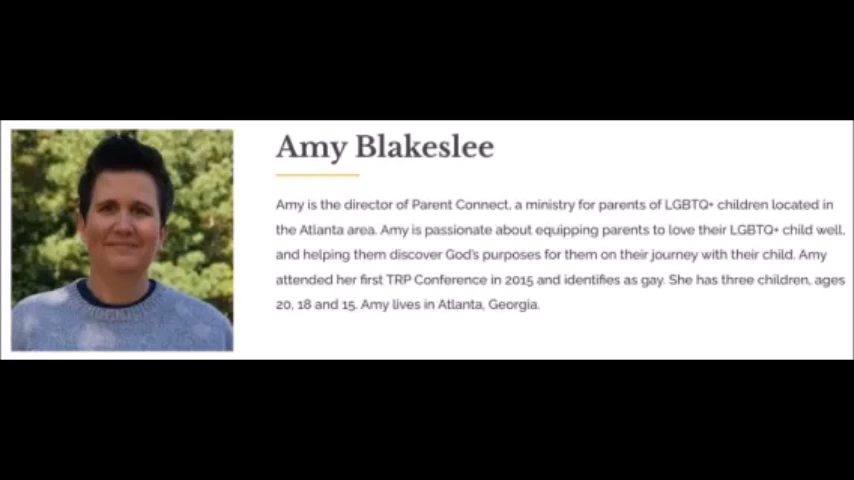 Amy Blakeslee
Amy is the director of Parent Connect, a ministry for parents of LGBTQ+ children located in
the Atlanta area. Amy is passionate about equipping parents to love their LGBTQ+ child well,
and helping them discover God's purposes for them on their journey with their child. Amy
attended her first TRP Conference in 2015 and identifies as gay. She has three children, ages
20, 18 and 15. Amy lives in Atlanta, Georgia.